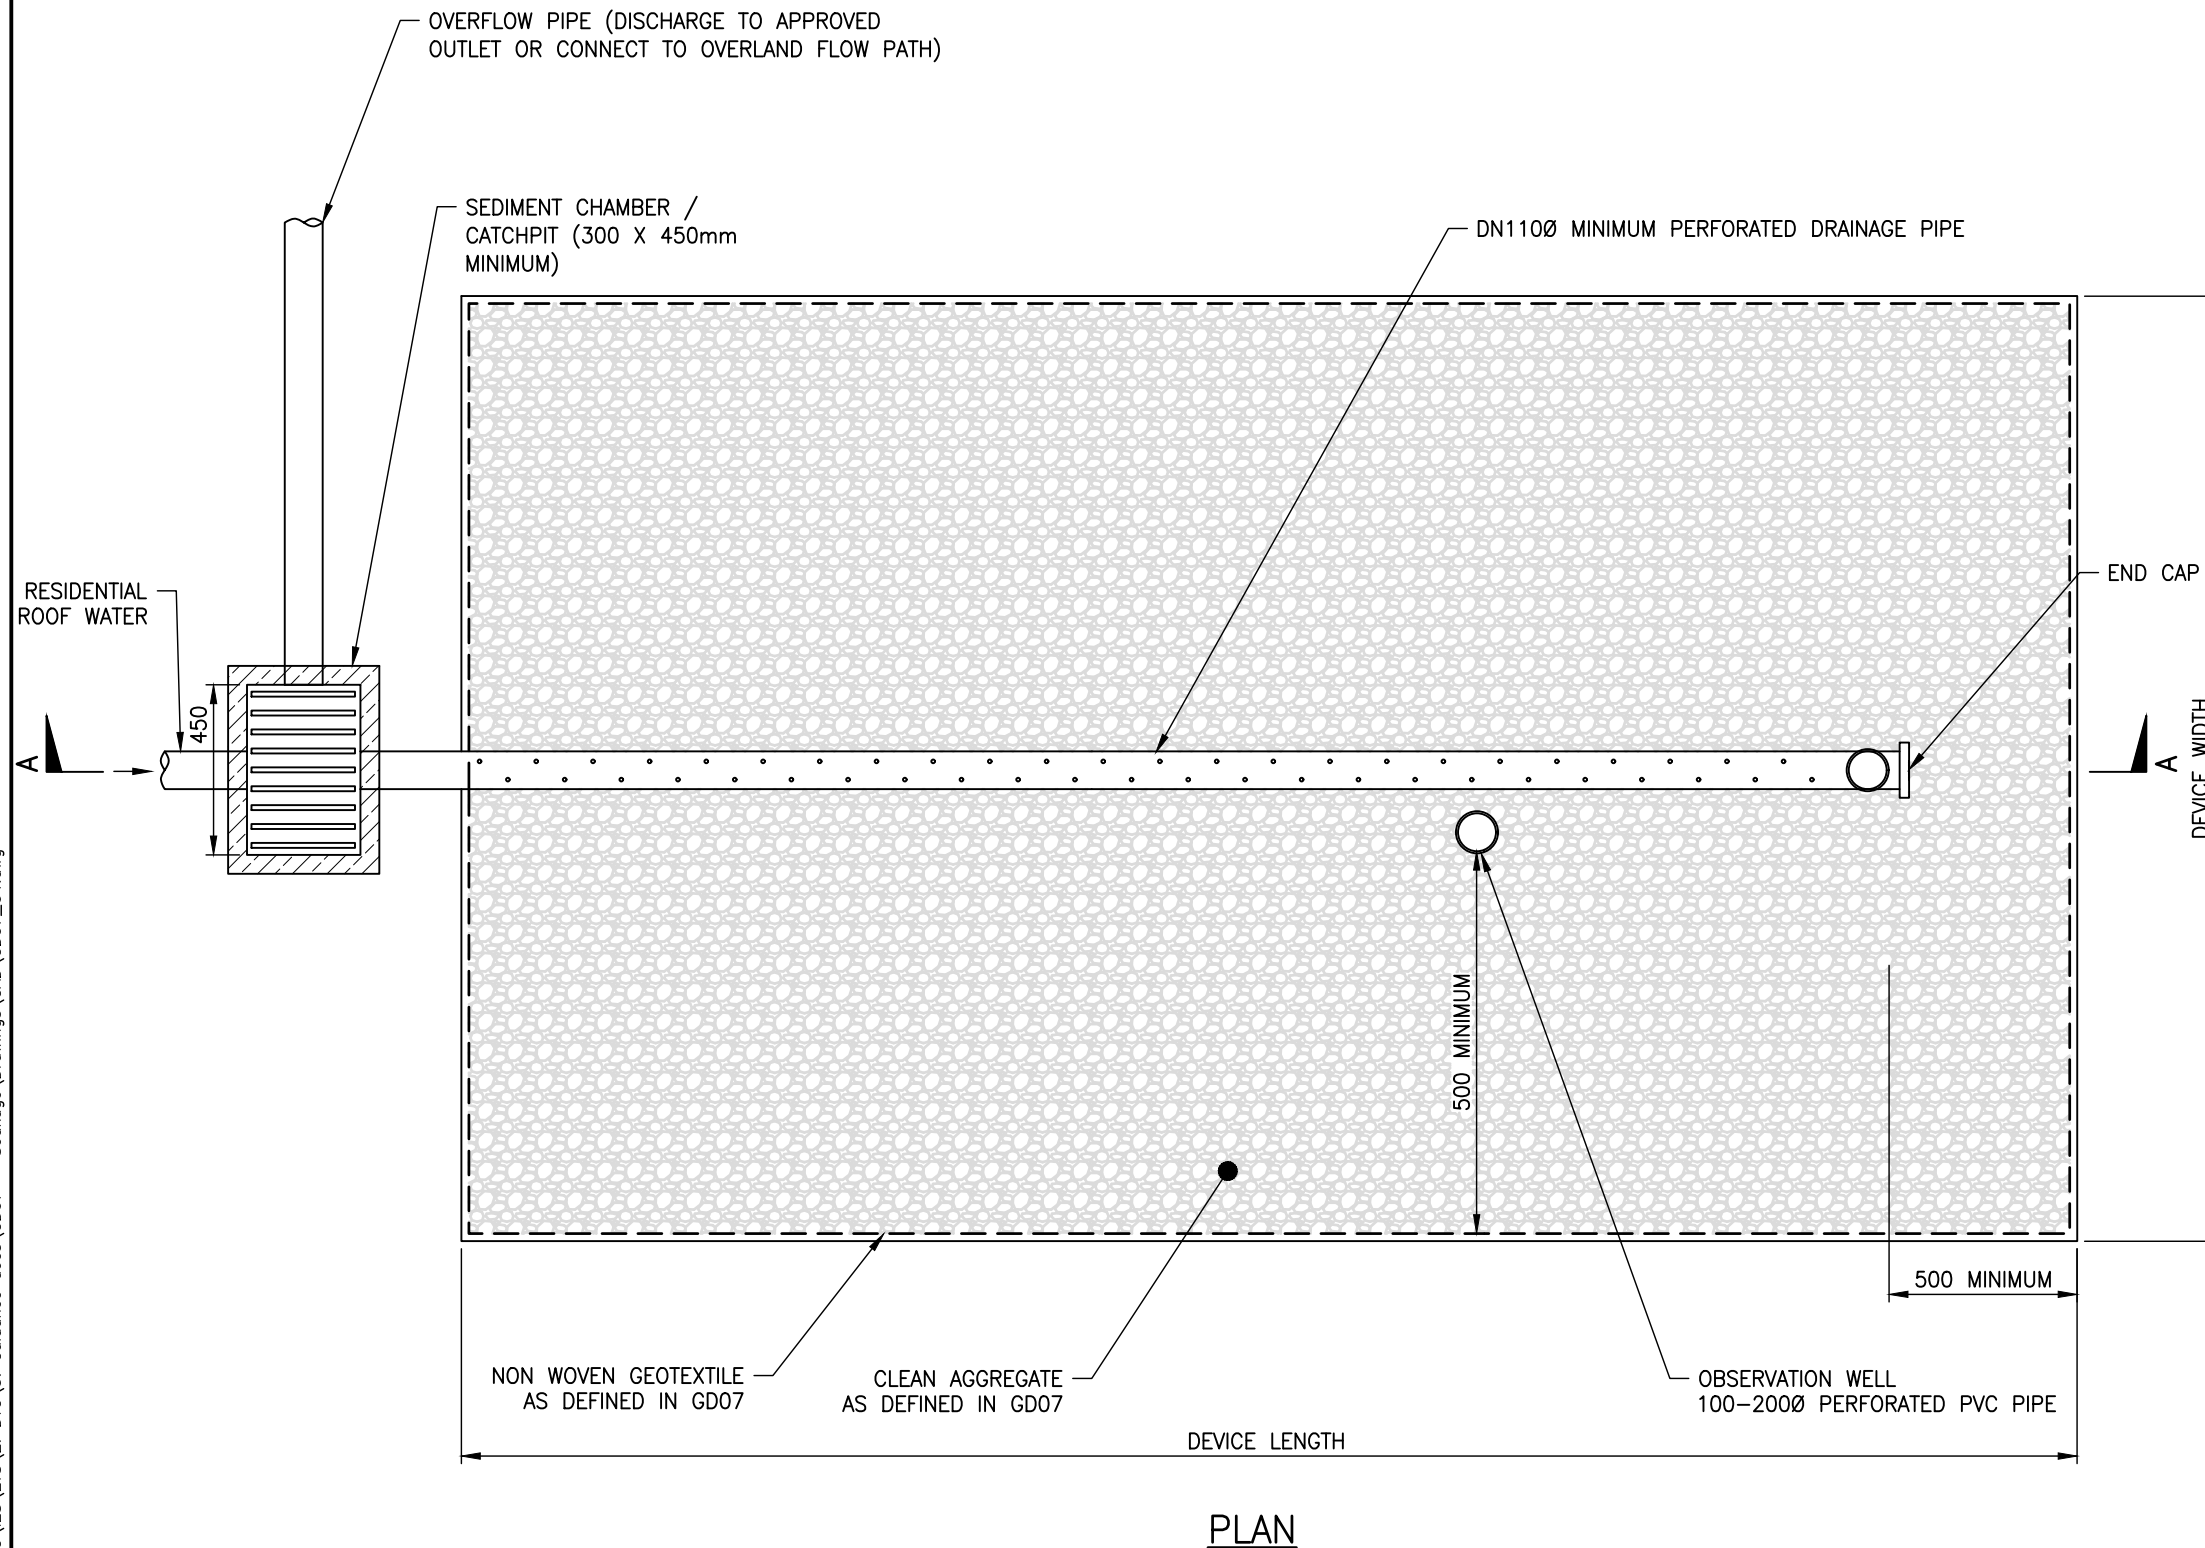 OVERFLOW PIPE (DISCHARGE TO APPROVED
OUTLET OR CONNECT TO OVERLAND FLOW PATH)
SEDIMENT CHAMBER /
CATCHPIT (300 X 450mm
MINIMUM)
DN110Ø MINIMUM PERFORATED DRAINAGE PIPE
END CAP
RESIDENTIAL
ROOF WATER
450
A
A
DEVICE WIDTH
500 MINIMUM
500 MINIMUM
NON WOVEN GEOTEXTILE
AS DEFINED IN GD07
CLEAN AGGREGATE
AS DEFINED IN GD07
OBSERVATION WELL
100-200Ø PERFORATED PVC PIPE
DEVICE LENGTH
PLAN